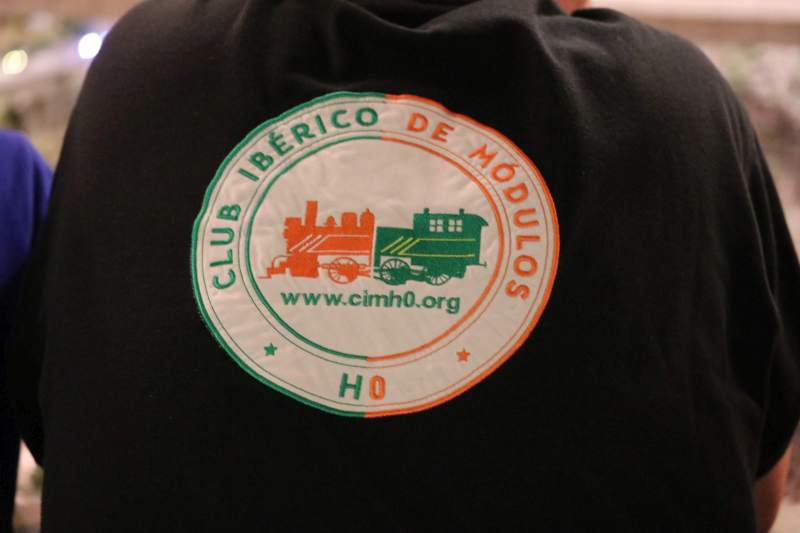 CLUB IBÉRICO DE MÓDULOS
www.cimh0.org
H0